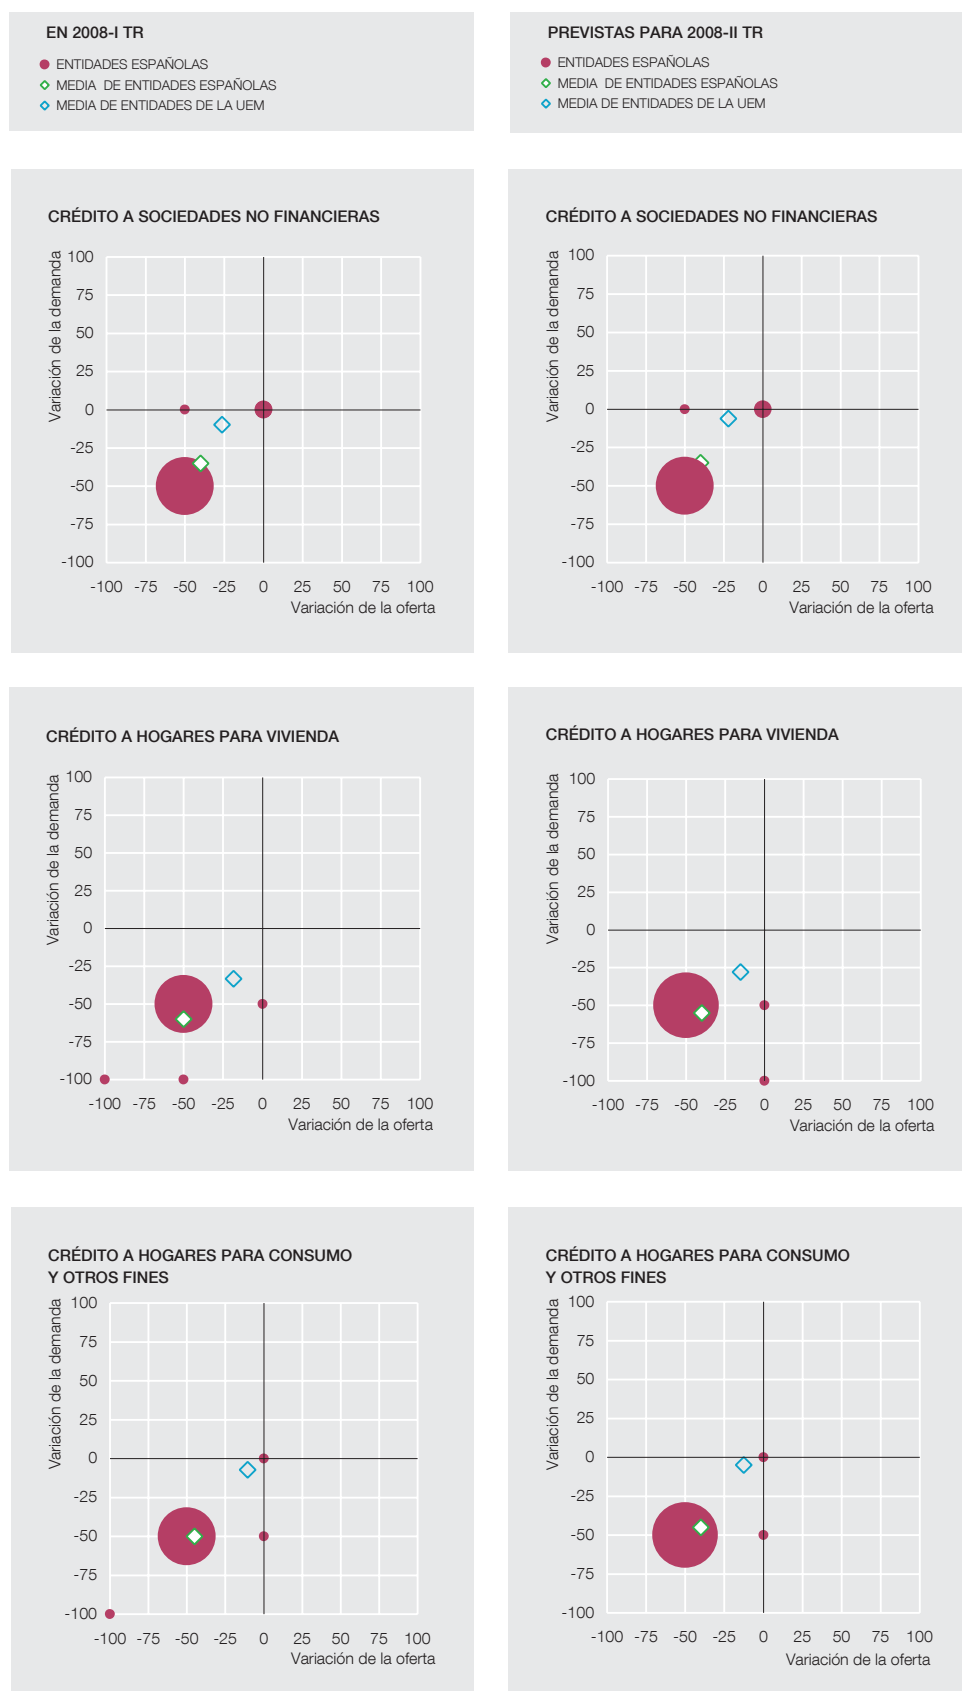 EN 2008-I TR
ENTIDADES ESPAÑOLAS
MEDIA DE ENTIDADES ESPAÑOLAS
MEDIA DE ENTIDADES DE LA UEM
PREVISTAS PARA 2008-II TR
ENTIDADES ESPAÑOLAS
MEDIA DE ENTIDADES ESPAÑOLAS
MEDIA DE ENTIDADES DE LA UEM
CRÉDITO A SOCIEDADES NO FINANCIERAS
Variación de la demanda
100
75
50
25
0
-25
-50
-75
-100
-100 -75 -50 -25 0 25 50 75 100
Variación de la oferta
CRÉDITO A SOCIEDADES NO FINANCIERAS
Variación de la demanda
100
75
50
25
0
-25
-50
-75
-100
-100 -75 -50 -25 0 25 50 75 100
Variación de la oferta
CRÉDITO A HOGARES PARA VIVIENDA
Variación de la demanda
100
75
50
25
0
-25
-50
-75
-100
-100 -75 -50 -25 0 25 50 75 100
Variación de la oferta
CRÉDITO A HOGARES PARA VIVIENDA
Variación de la demanda
100
75
50
25
0
-25
-50
-75
-100
-100 -75 -50 -25 0 25 50 75 100
Variación de la oferta
CRÉDITO A HOGARES PARA CONSUMO
Y OTROS FINES
Variación de la demanda
100
75
50
25
0
-25
-50
-75
-100
-100 -75 -50 -25 0 25 50 75 100
Variación de la oferta
CRÉDITO A HOGARES PARA CONSUMO
Y OTROS FINES
Variación de la demanda
100
75
50
25
0
-25
-50
-75
-100
-100 -75 -50 -25 0 25 50 75 100
Variación de la oferta